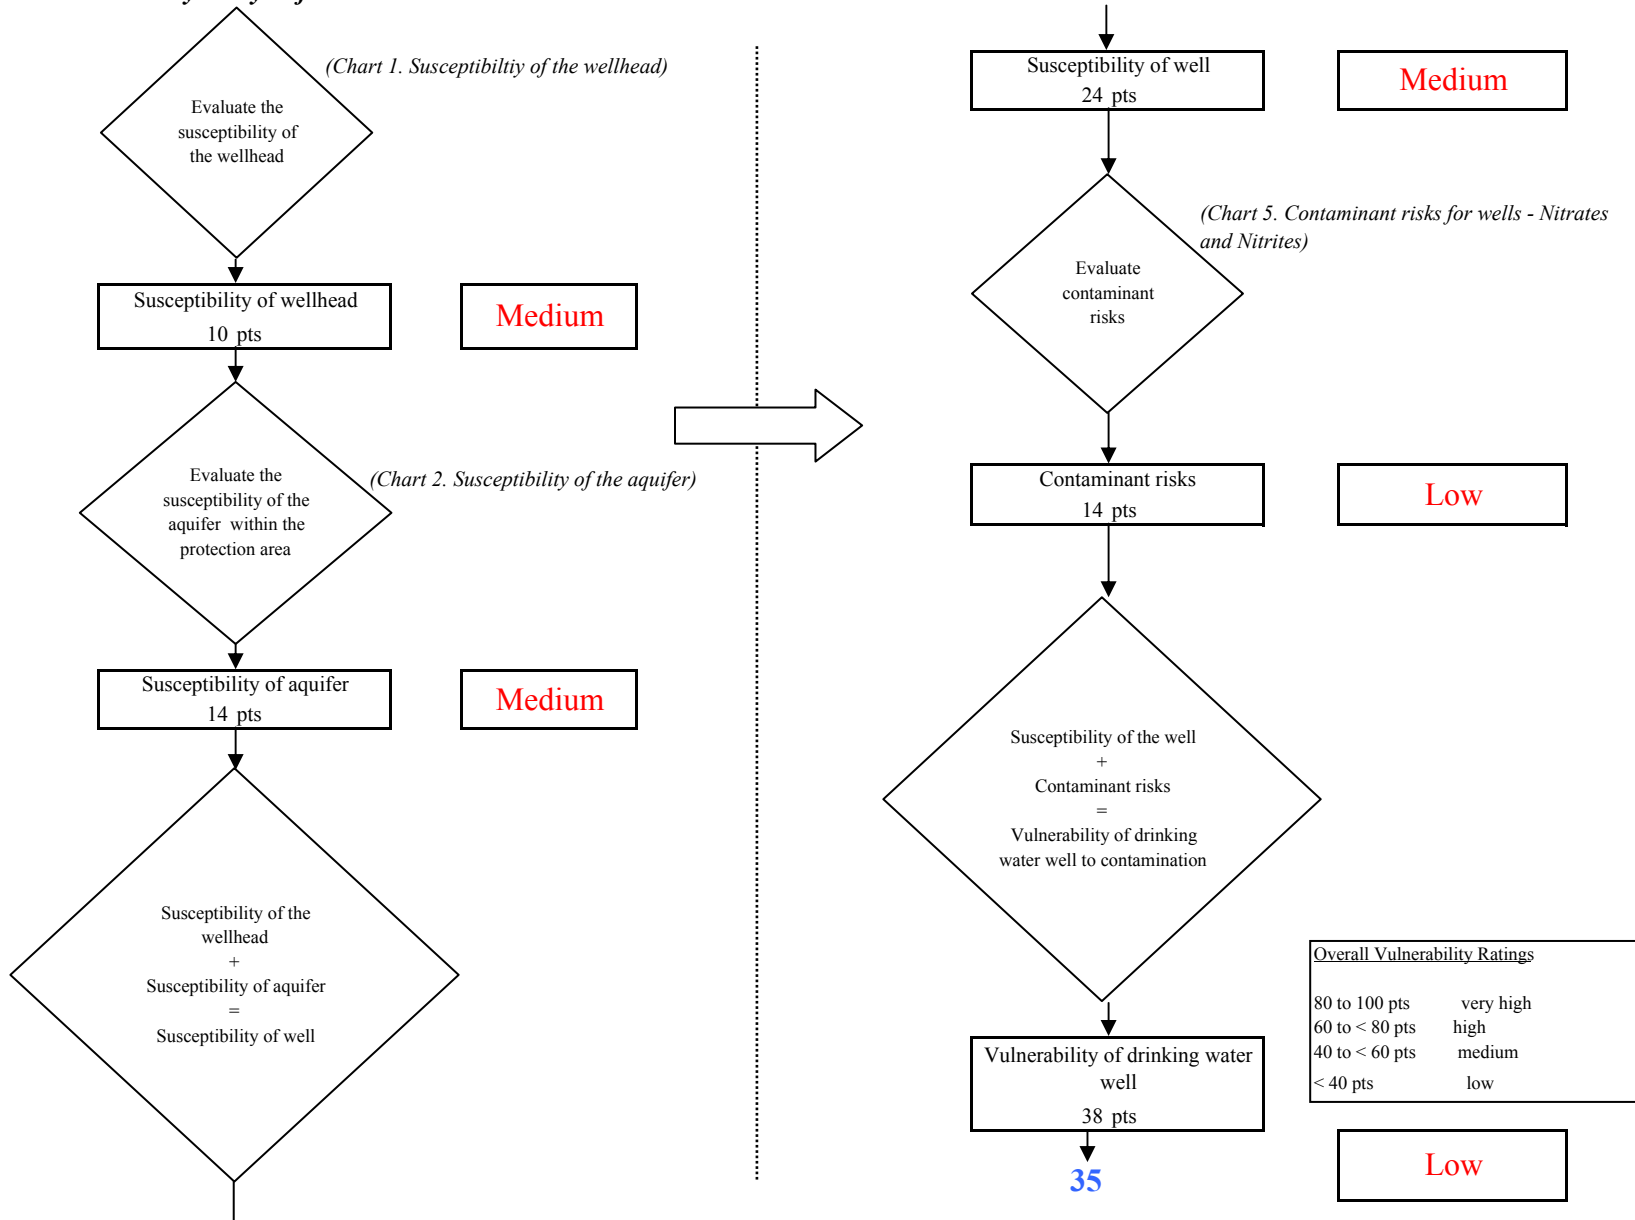 (Chart 1. Susceptibiltiy of the wellhead)
Evaluate the
susceptibility of
the wellhead
Susceptibility of wellhead
10 pts
Medium
(Chart 2. Susceptibility of the aquifer)
Evaluate the
susceptibility of the
aquifer within the
protection area
Susceptibility of aquifer
14 pts
Medium
Susceptibility of the
wellhead
+
Susceptibility of aquifer
=
Susceptibility of well
Susceptibility of well
24 pts
Medium
(Chart 5. Contaminant risks for wells - Nitrates
and Nitrites)
Evaluate
contaminant
risks
Contaminant risks
14 pts
Low
Susceptibility of the well
+
Contaminant risks
=
Vulnerability of drinking
water well to contamination
Overall Vulnerability Ratings
80 to 100 pts very high
60 to < 80 pts high
40 to < 60 pts medium
< 40 pts low
Vulnerability of drinking water
well
38 pts
35
Low